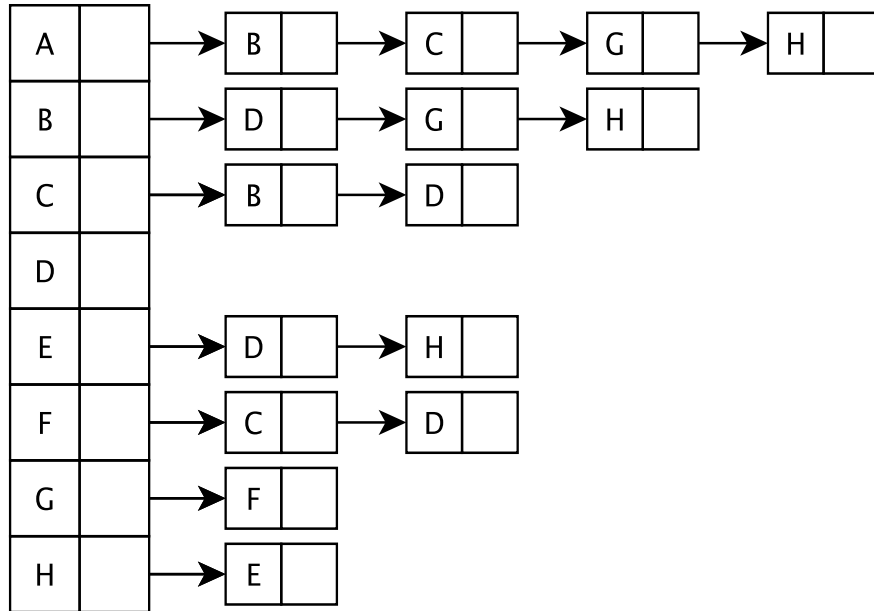 A B C G H
B D G H
C B D
D
E D H
F C D
G F
H E